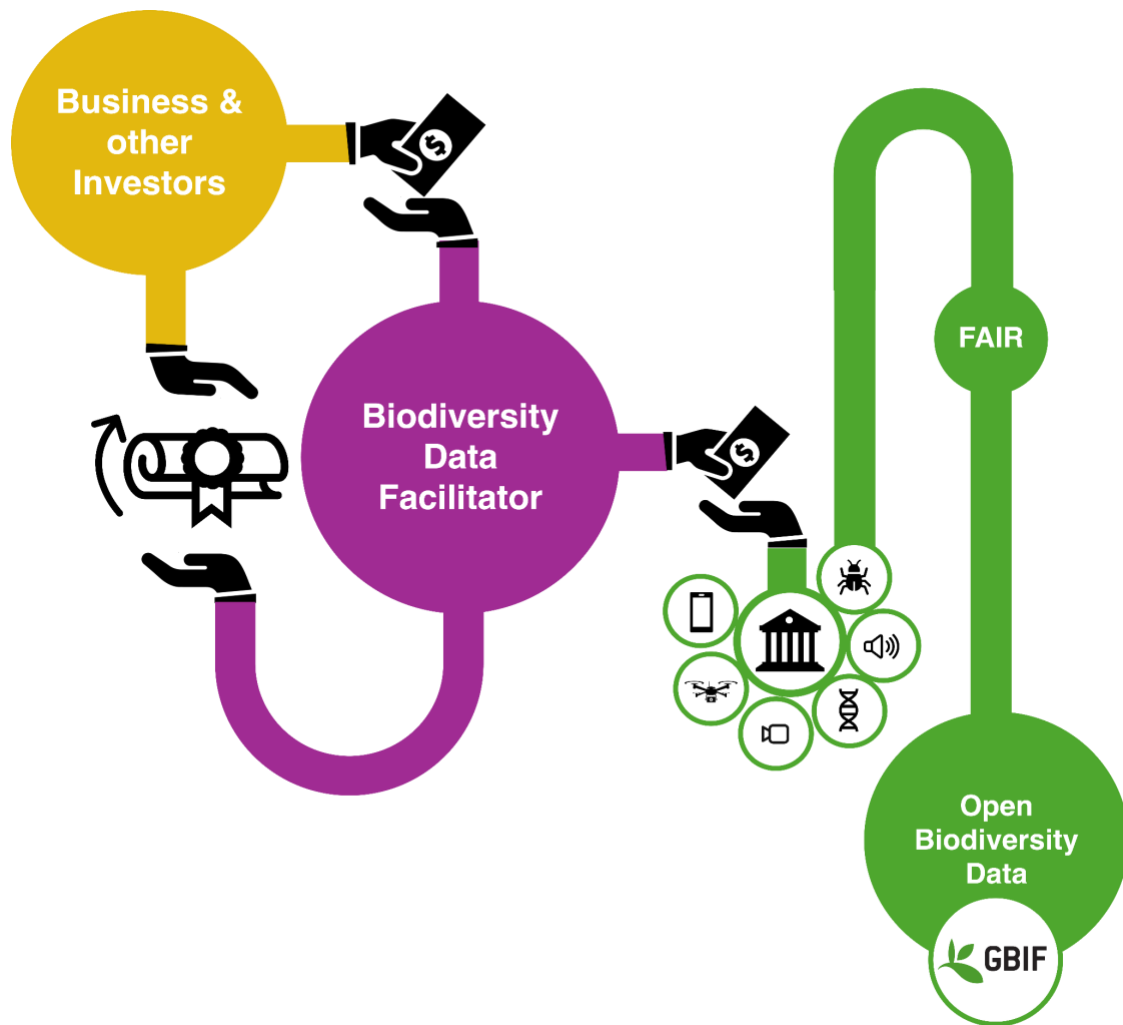 Business &
other
Investors
$
Biodiversity
Data
Facilitator
$
FAIR
Open
Biodiversity
Data
GBIF